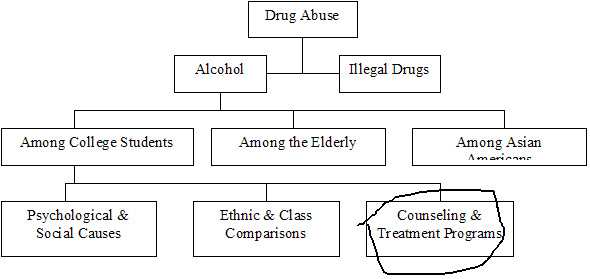 Drug Abuse
Alcohol
Illegal Drugs
Among College Students
Among the Elderly
Among Asian
Americans
Psychological &
Social Causes
Ethnic & Class
Comparisons
Counseling &
Treatment Programs